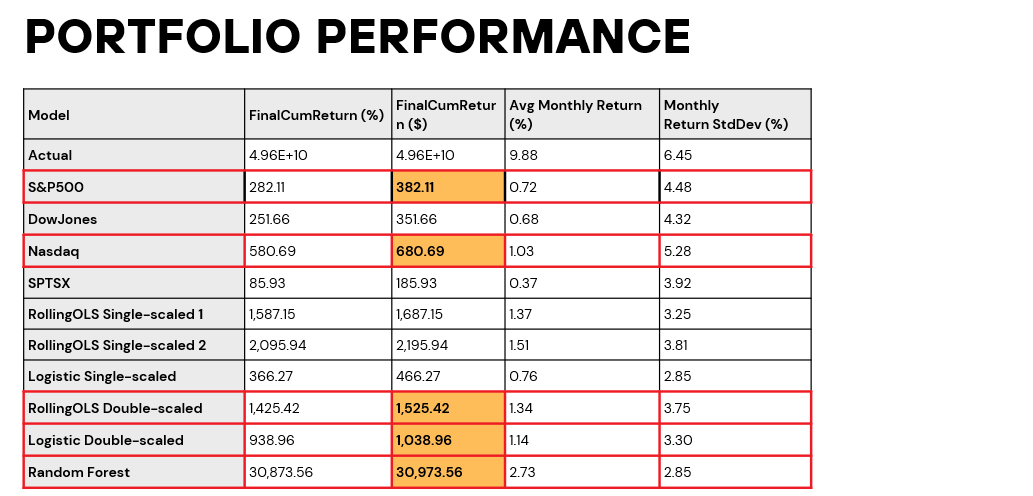 PORTFOLIO PERFORMANCE
Model FinalCumReturn (%) FinalCumRetur
n ($) Avg Monthly Return
(%) Monthly
Return StdDev (%)
Actual 4.96E+10 4.96E+10 9.88 6.45
S&P500 282.11 382.11 0.72 4.48
DowJones 251.66 351.66 0.68 4.32
Nasdaq 580.69 680.69 1.03 5.28
SPTSX 85.93 185.93 0.37 3.92
RollingOLS Single-scaled 1 1,587.15 1,687.15 1.37 3.25
RollingOLS Single-scaled 2 2,095.94 2,195.94 1.51 3.81
Logistic Single-scaled 366.27 466.27 0.76 2.85
RollingOLS Double-scaled 1,425.42 1,525.42 1.34 3.75
Logistic Double-scaled 938.96 1,038.96 1.14 3.30
Random Forest 30,873.56 30,973.56 2.73 2.85